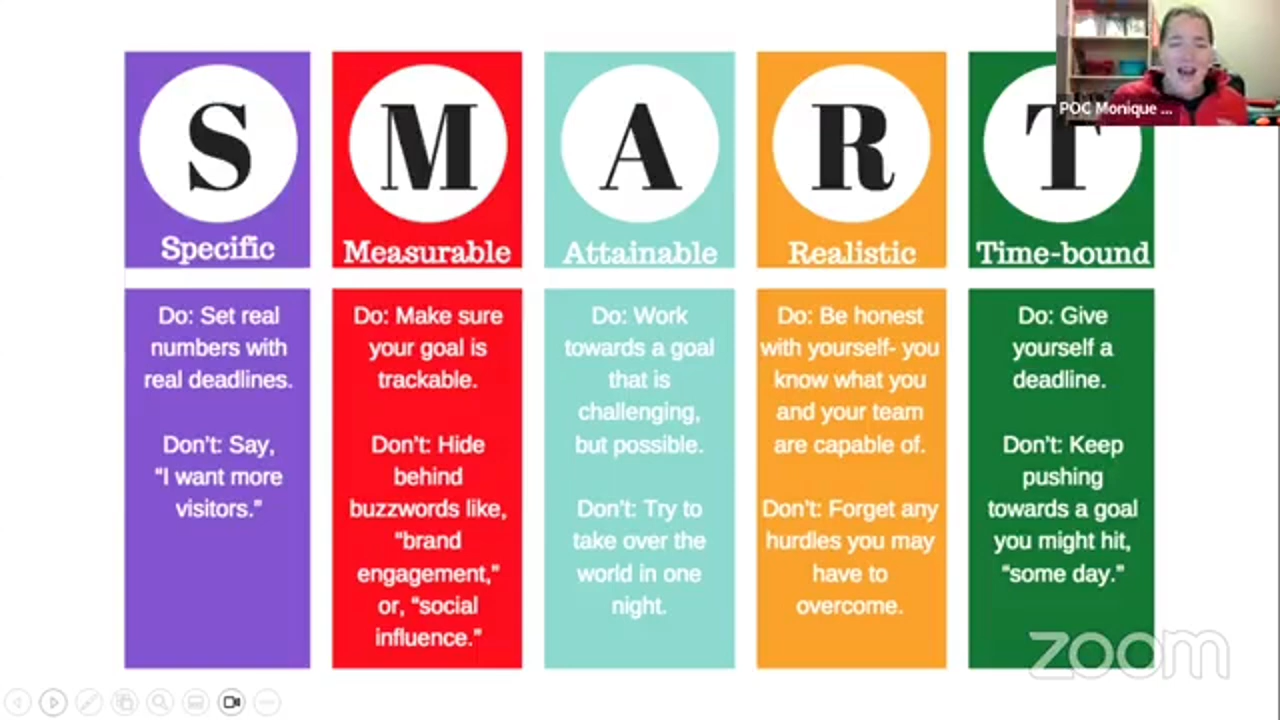 S
Specific
Do: Set real
numbers with
real deadlines.
Don't: Say,
“I want more
visitors.”
M
Measurable
Do: Make sure
your goal is
trackable.
Don't: Hide
behind
buzzwords like,
“brand
engagement,”
or, “social
influence.”
A
Attainable
Do: Work
towards a goal
that is
challenging,
but possible.
Don't: Try to
take over the
world in one
night.
R
Realistic
Do: Be honest
with yourself- you
know what you
and your team
are capable of.
Don't: Forget any
hurdles you may
have to
overcome.
T
Time-bound
Do: Give
yourself a
deadline.
Don't: Keep
pushing
towards a goal
you might hit,
“some day.”
POC Monique ...
zoom